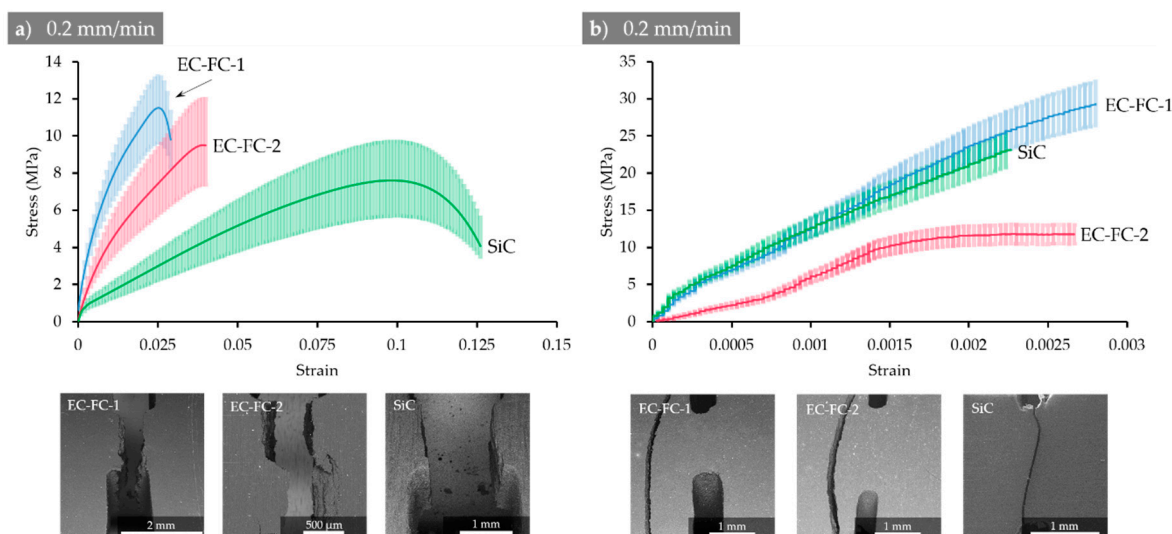 a) 0.2 mm/min
14
12
10
8
6
4
2
0
Stress (MPa)
EC-FC-1
EC-FC-2
SiC
0
0.025
0.05
0.075
0.1
0.125
0.15
Strain
EC-FC-1
2 mm
EC-FC-2
500 µm
SiC
1 mm
b) 0.2 mm/min
35
30
25
20
15
10
5
0
Stress (MPa)
EC-FC-1
SiC
EC-FC-2
0
0.0005
0.001
0.0015
0.002
0.0025
0.003
Strain
EC-FC-1
1 mm
EC-FC-2
1 mm
SiC
1 mm